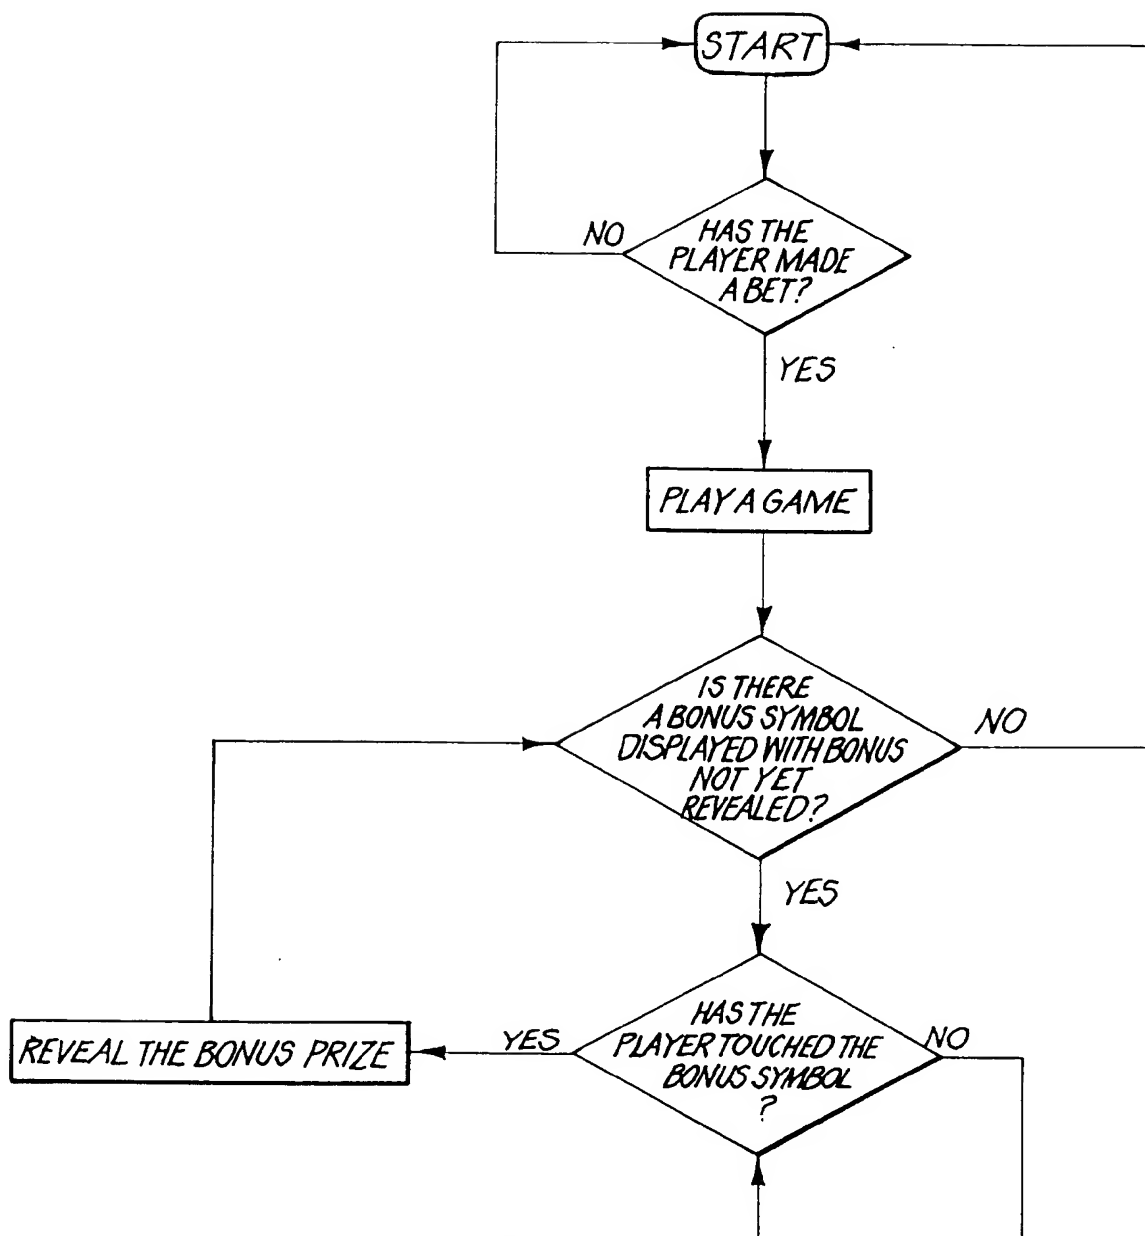 START
NO
HAS THE
PLAYER MADE
A BET?
YES
PLAY A GAME
IS THERE
A BONUS SYMBOL
DISPLAYED WITH BONUS
NOT YET
REVEALED?
NO
YES
HAS THE
PLAYER TOUCHED THE
BONUS SYMBOL
?
YES
NO
REVEAL THE BONUS PRIZE